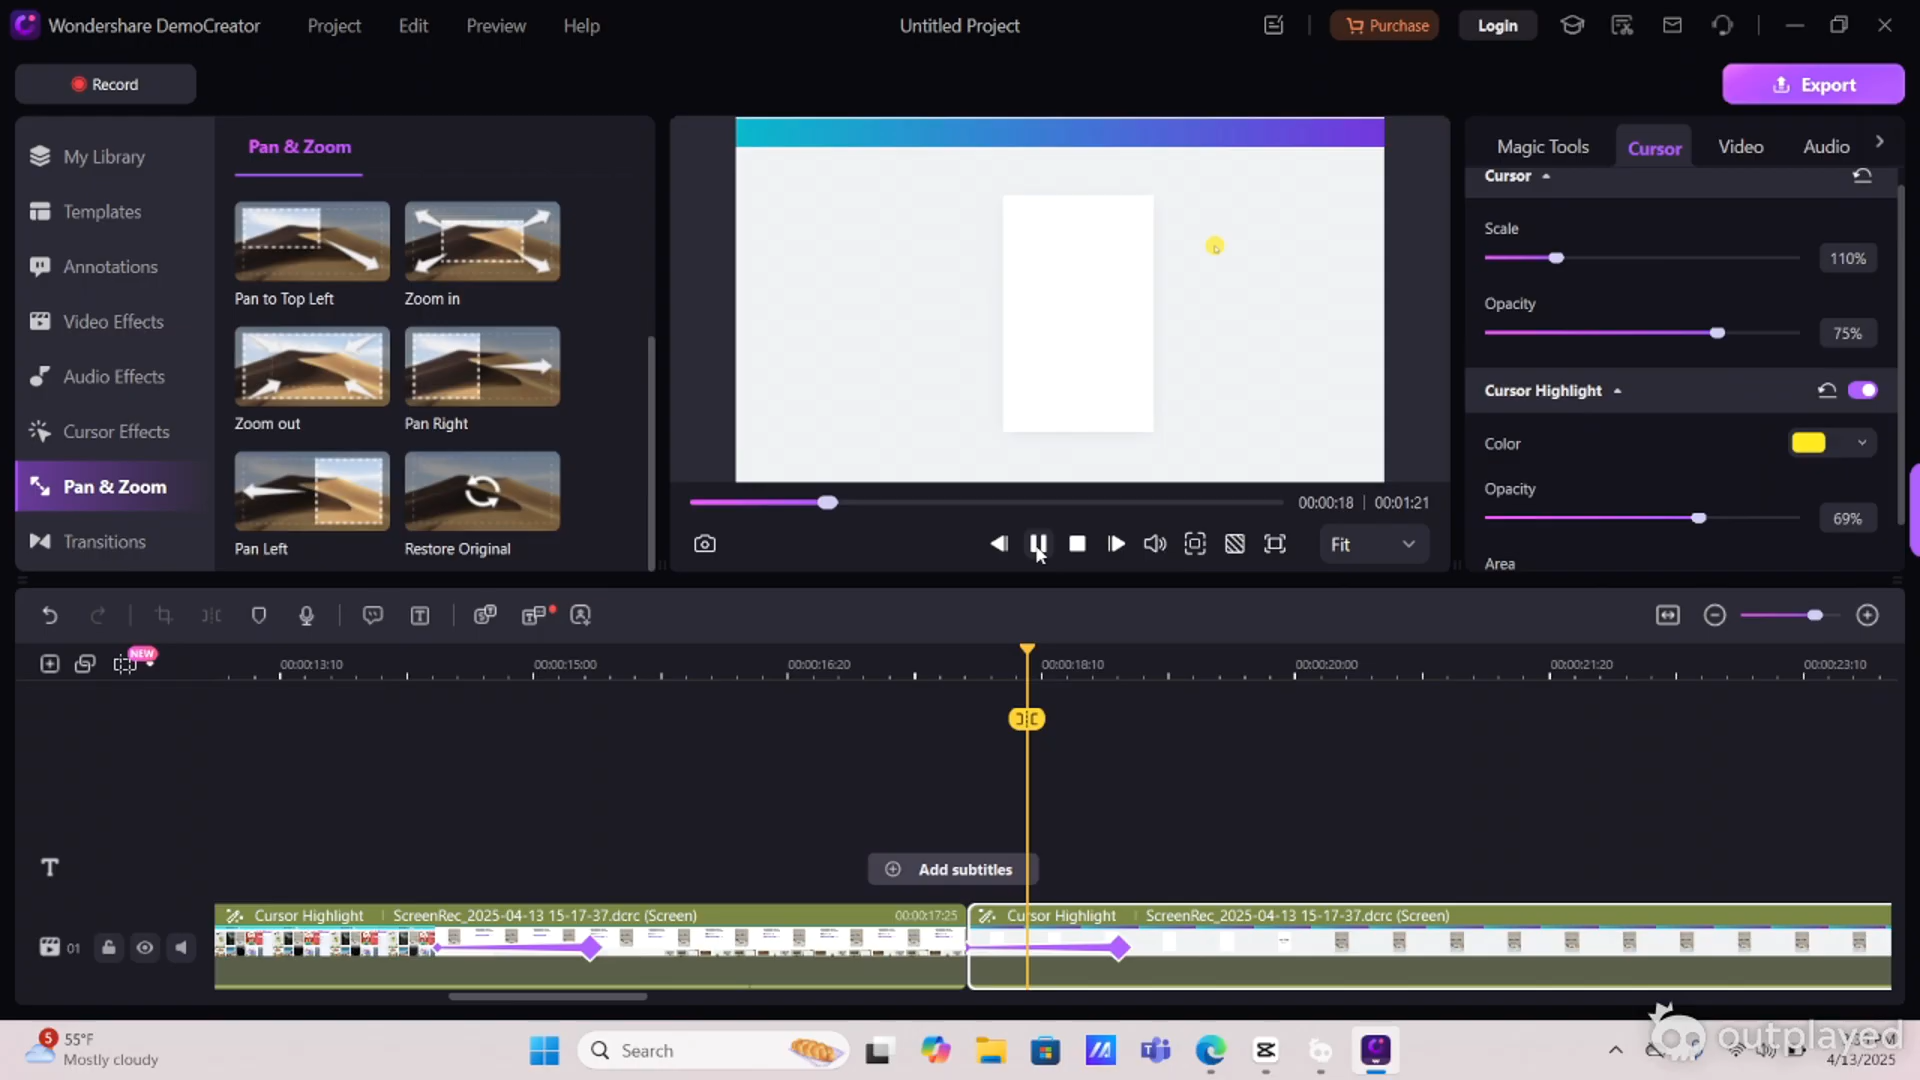 Wondershare DemoCreator
Project
Edit
Preview
Help
Untitled Project
Purchase
Login
Record
Export
My Library
Templates
Annotations
Video Effects
Audio Effects
Cursor Effects
Pan & Zoom
Transitions
Pan & Zoom
Pan to Top Left
Zoom in
Zoom out
Pan Right
Pan Left
Restore Original
00:00:18 | 00:01:21
Fit
Magic Tools
Cursor
Video
Audio
Cursor
Scale
110%
Opacity
75%
Cursor Highlight
Color
Opacity
69%
Area
NEW
00:00:13:10
00:00:15:00
00:00:16:20
00:00:18:10
00:00:20:00
00:00:21:20
00:00:23:10
T
Add subtitles
01
Cursor Highlight | ScreenRec_2025-04-13 15-17-37.dcrc (Screen)
00:00:17:25
Cursor Highlight | ScreenRec_2025-04-13 15-17-37.dcrc (Screen)
5
55°F
Mostly cloudy
Search
outplayed
4/13/2025